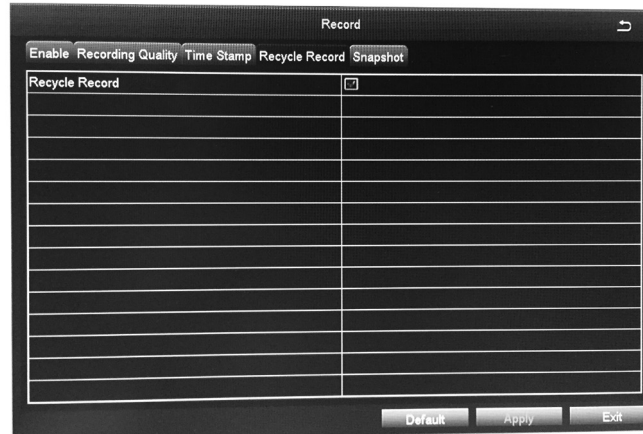 Record
Enable Recording Quality Time Stamp Recycle Record Snapshot
Recycle Record
Default Apply Exit